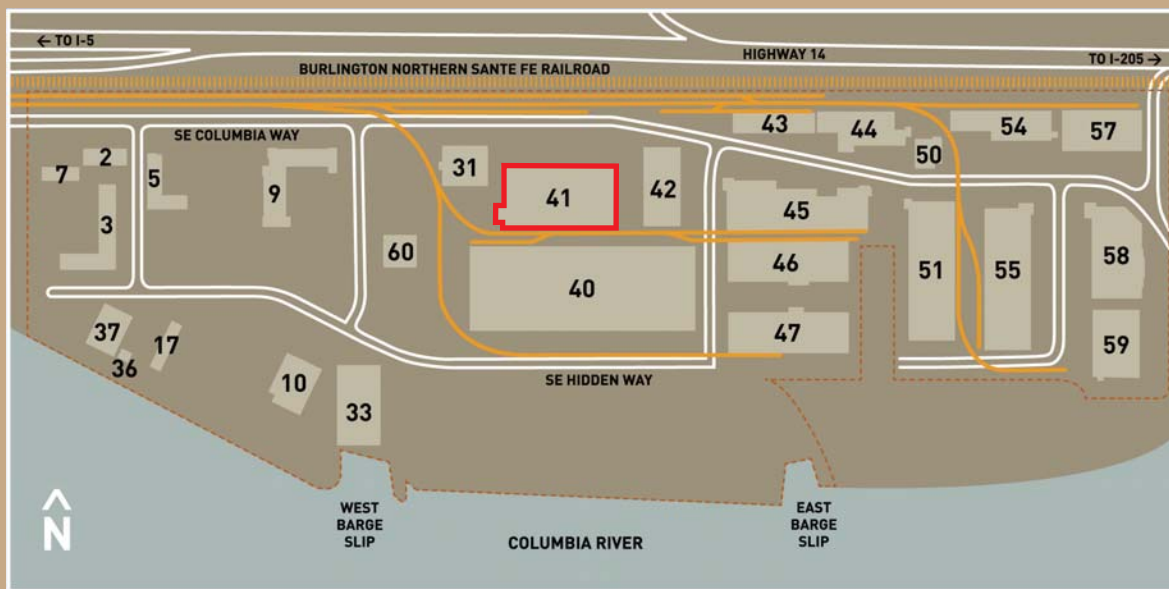 ← TO I-5
HIGHWAY 14
TO I-205 →
BURLINGTON NORTHERN SANTE FE RAILROAD
SE COLUMBIA WAY
43
44
54
57
50
2
7
5
9
31
41
42
45
3
60
40
46
51
55
58
47
59
37
36
17
10
33
SE HIDDEN WAY
N
WEST
BARGE
SLIP
COLUMBIA RIVER
EAST
BARGE
SLIP